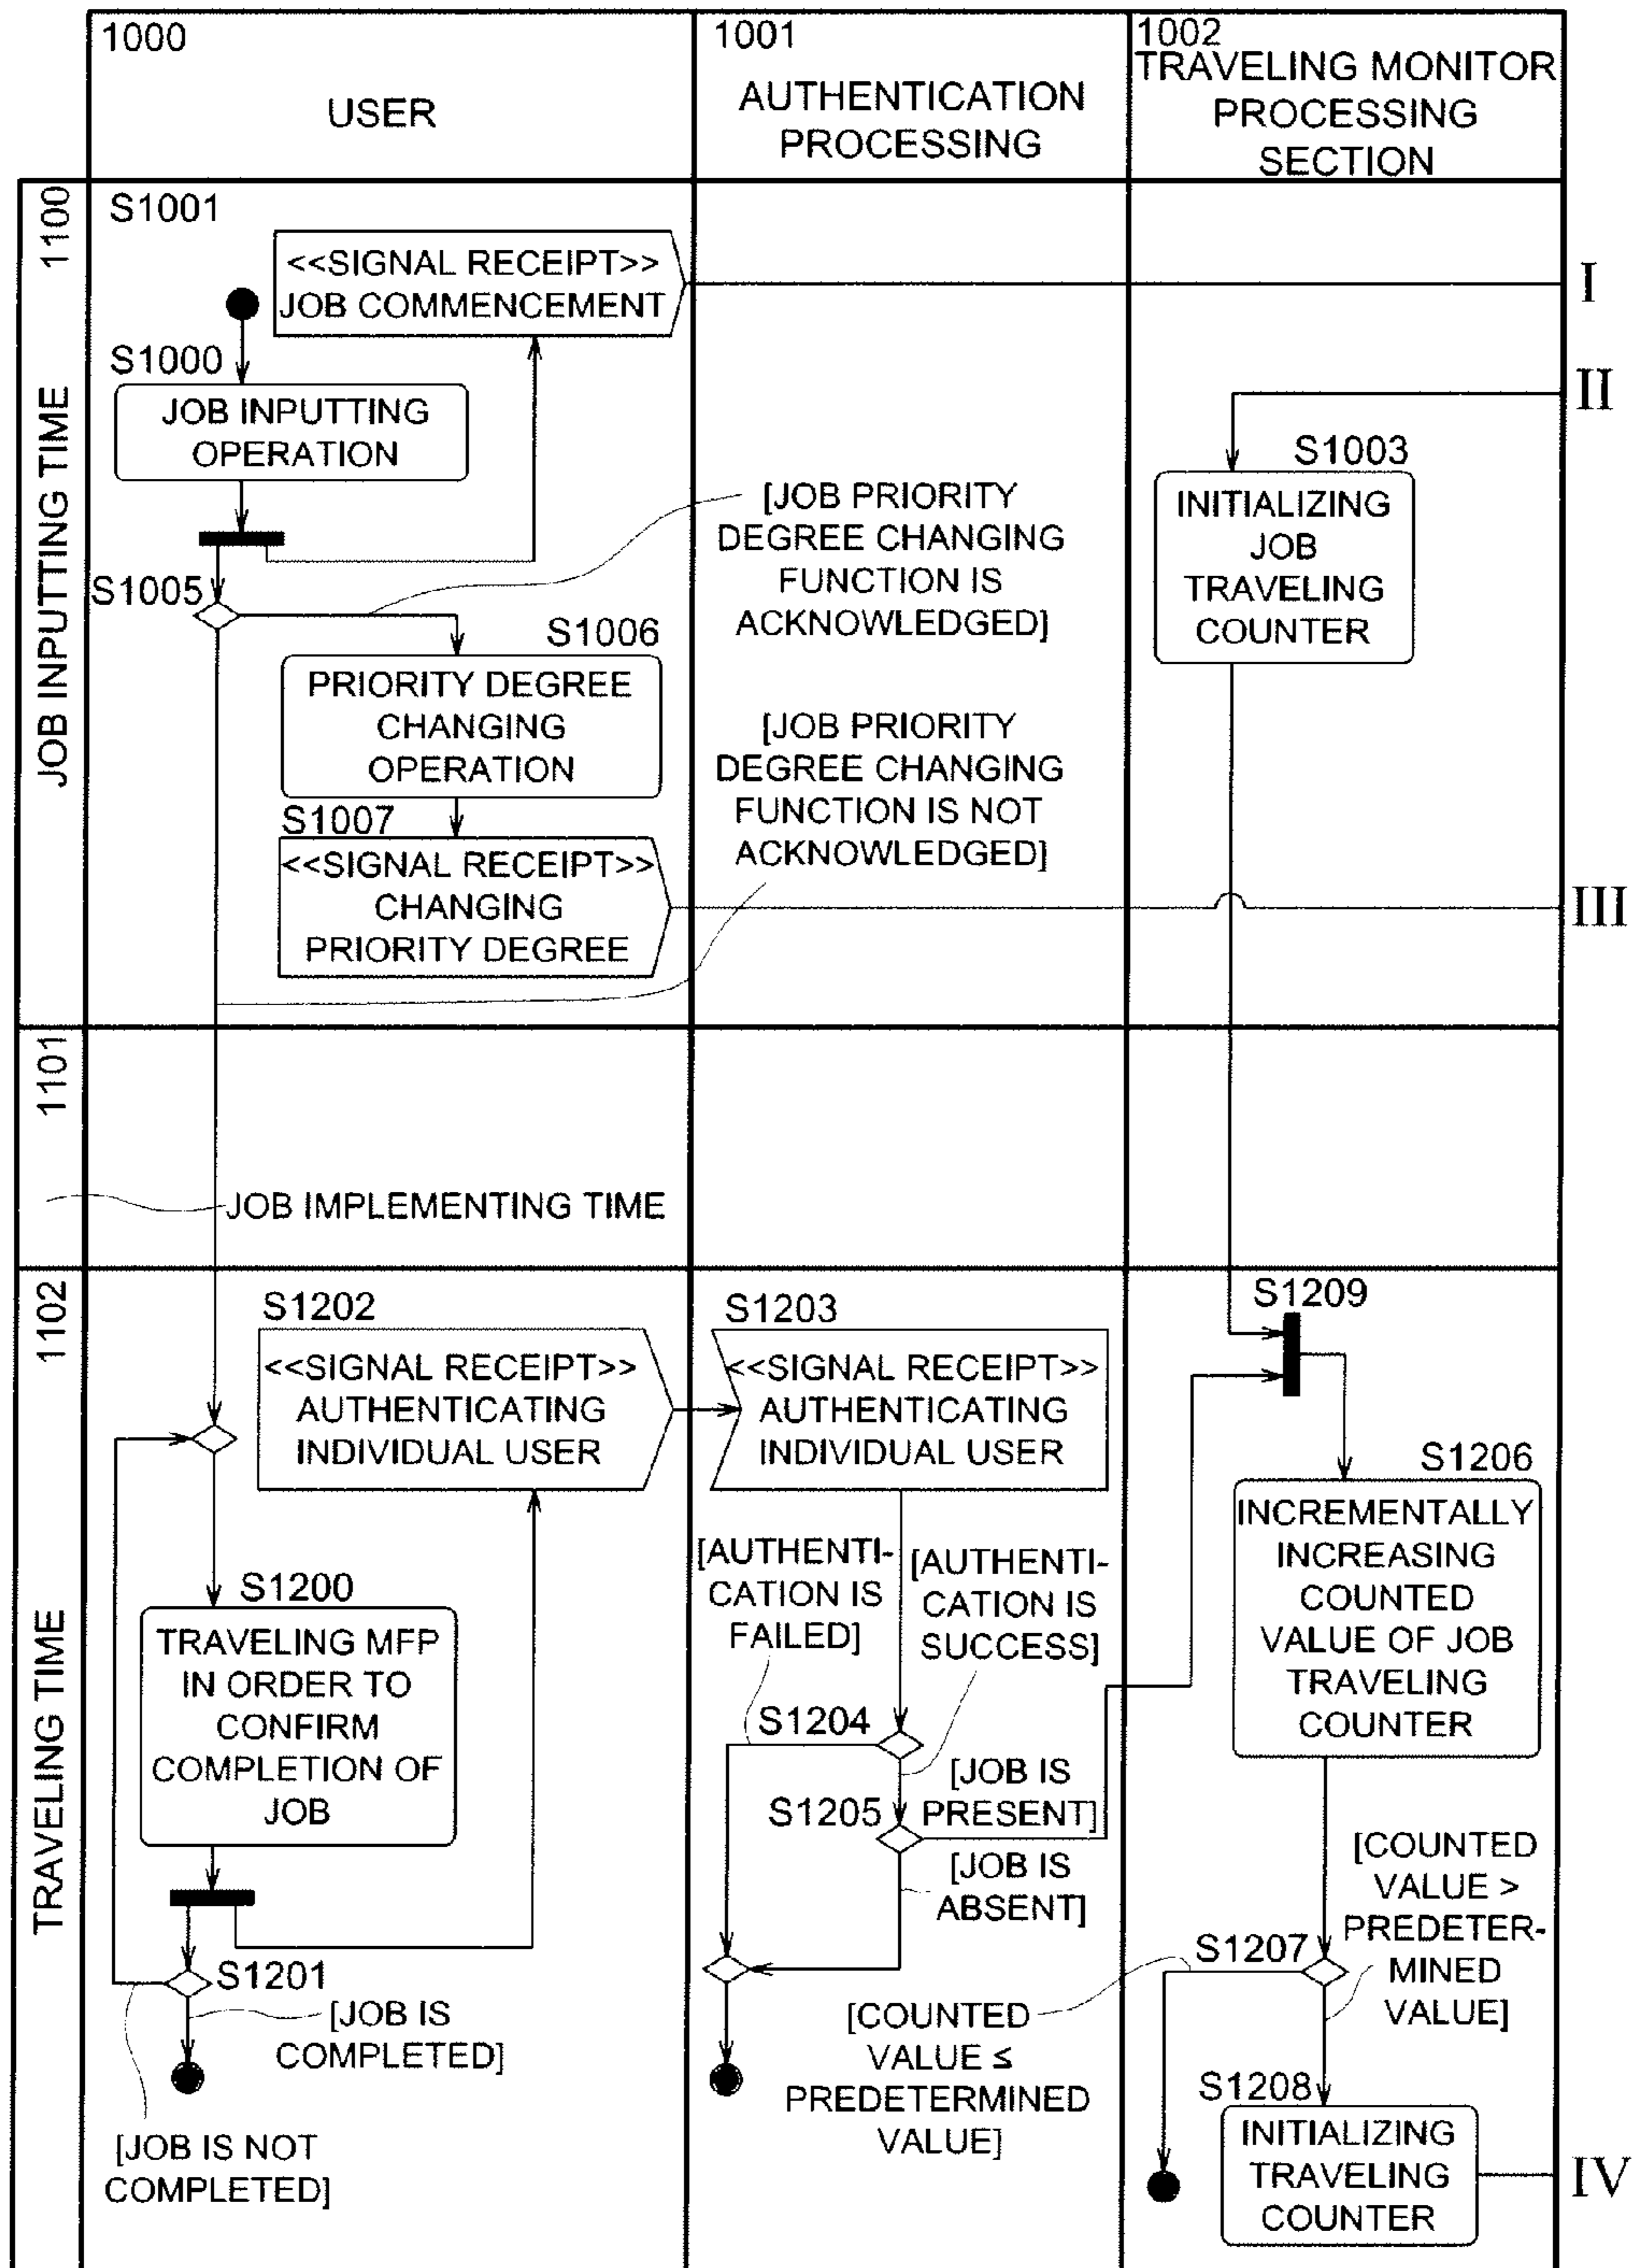 1000
USER
1001
AUTHENTICATION
PROCESSING
1002
TRAVELING MONITOR
PROCESSING
SECTION
1100
JOB INPUTTING TIME
S1001
<<SIGNAL RECEIPT>>
JOB COMMENCEMENT
I
S1000
JOB INPUTTING
OPERATION
II
S1003
INITIALIZING
JOB
TRAVELING
COUNTER
[JOB PRIORITY
DEGREE CHANGING
FUNCTION IS
ACKNOWLEDGED]
S1005
S1006
PRIORITY DEGREE
CHANGING
OPERATION
[JOB PRIORITY
DEGREE CHANGING
FUNCTION IS NOT
ACKNOWLEDGED]
S1007
<<SIGNAL RECEIPT>>
CHANGING
PRIORITY DEGREE
III
1101
JOB IMPLEMENTING TIME
1102
TRAVELING TIME
S1202
<<SIGNAL RECEIPT>>
AUTHENTICATING
INDIVIDUAL USER
S1203
<<SIGNAL RECEIPT>>
AUTHENTICATING
INDIVIDUAL USER
S1209
S1206
INCREMENTALLY
INCREASING
COUNTED
VALUE OF JOB
TRAVELING
COUNTER
S1200
TRAVELING MFP
IN ORDER TO
CONFIRM
COMPLETION OF
JOB
[AUTHENTI-
CATION IS
FAILED]
[AUTHENTI-
CATION IS
SUCCESS]
S1204
[JOB IS
PRESENT]
S1205
[JOB IS
ABSENT]
[COUNTED
VALUE >
PREDETER-
MINED
VALUE]
S1207
S1201
[JOB IS
COMPLETED]
[JOB IS NOT
COMPLETED]
[COUNTED
VALUE ≤
PREDETERMINED
VALUE]
S1208
INITIALIZING
TRAVELING
COUNTER
IV